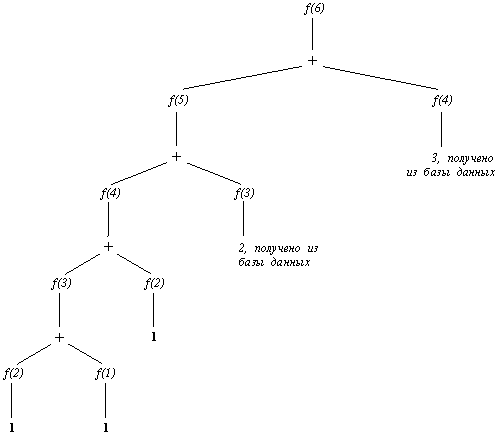 f(6)
+
f(5)
f(4)
+
3, получено
из базы данных
f(4)
f(3)
+
2, получено из
базы данных
f(3)
f(2)
+
1
f(2)
f(1)
1
1